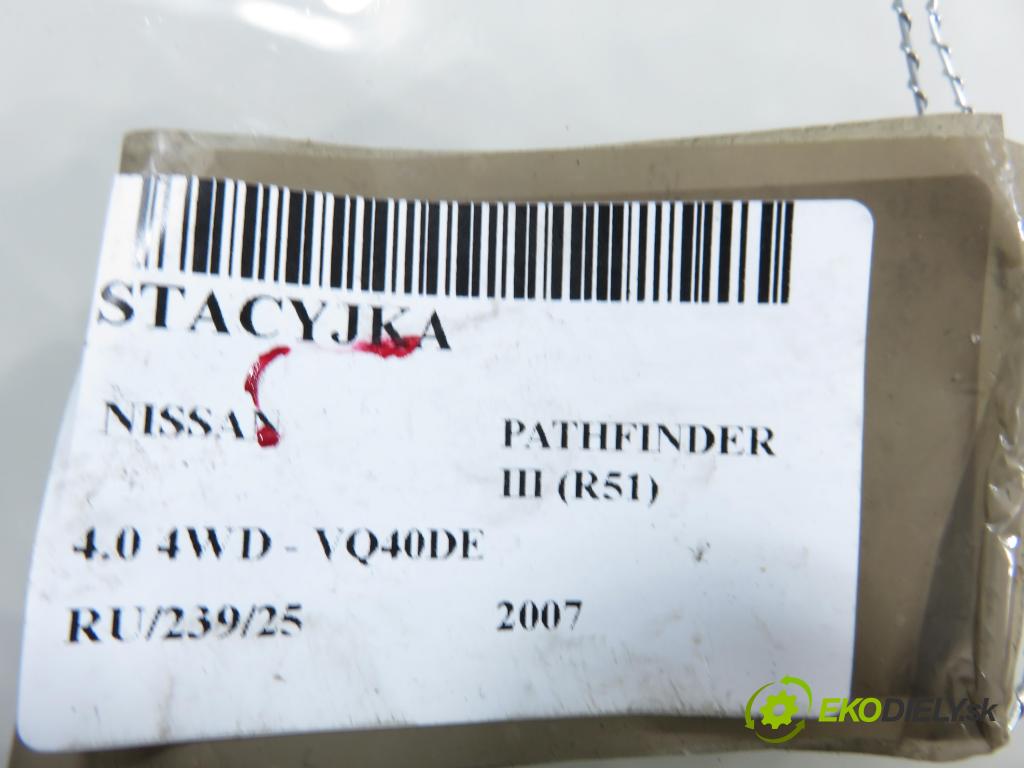 STACYJKA
NISSAN
PATHFINDER
III (R51)
4.0 4WD - VQ40DE
RU/239/25
2007
EKODIELY.sk